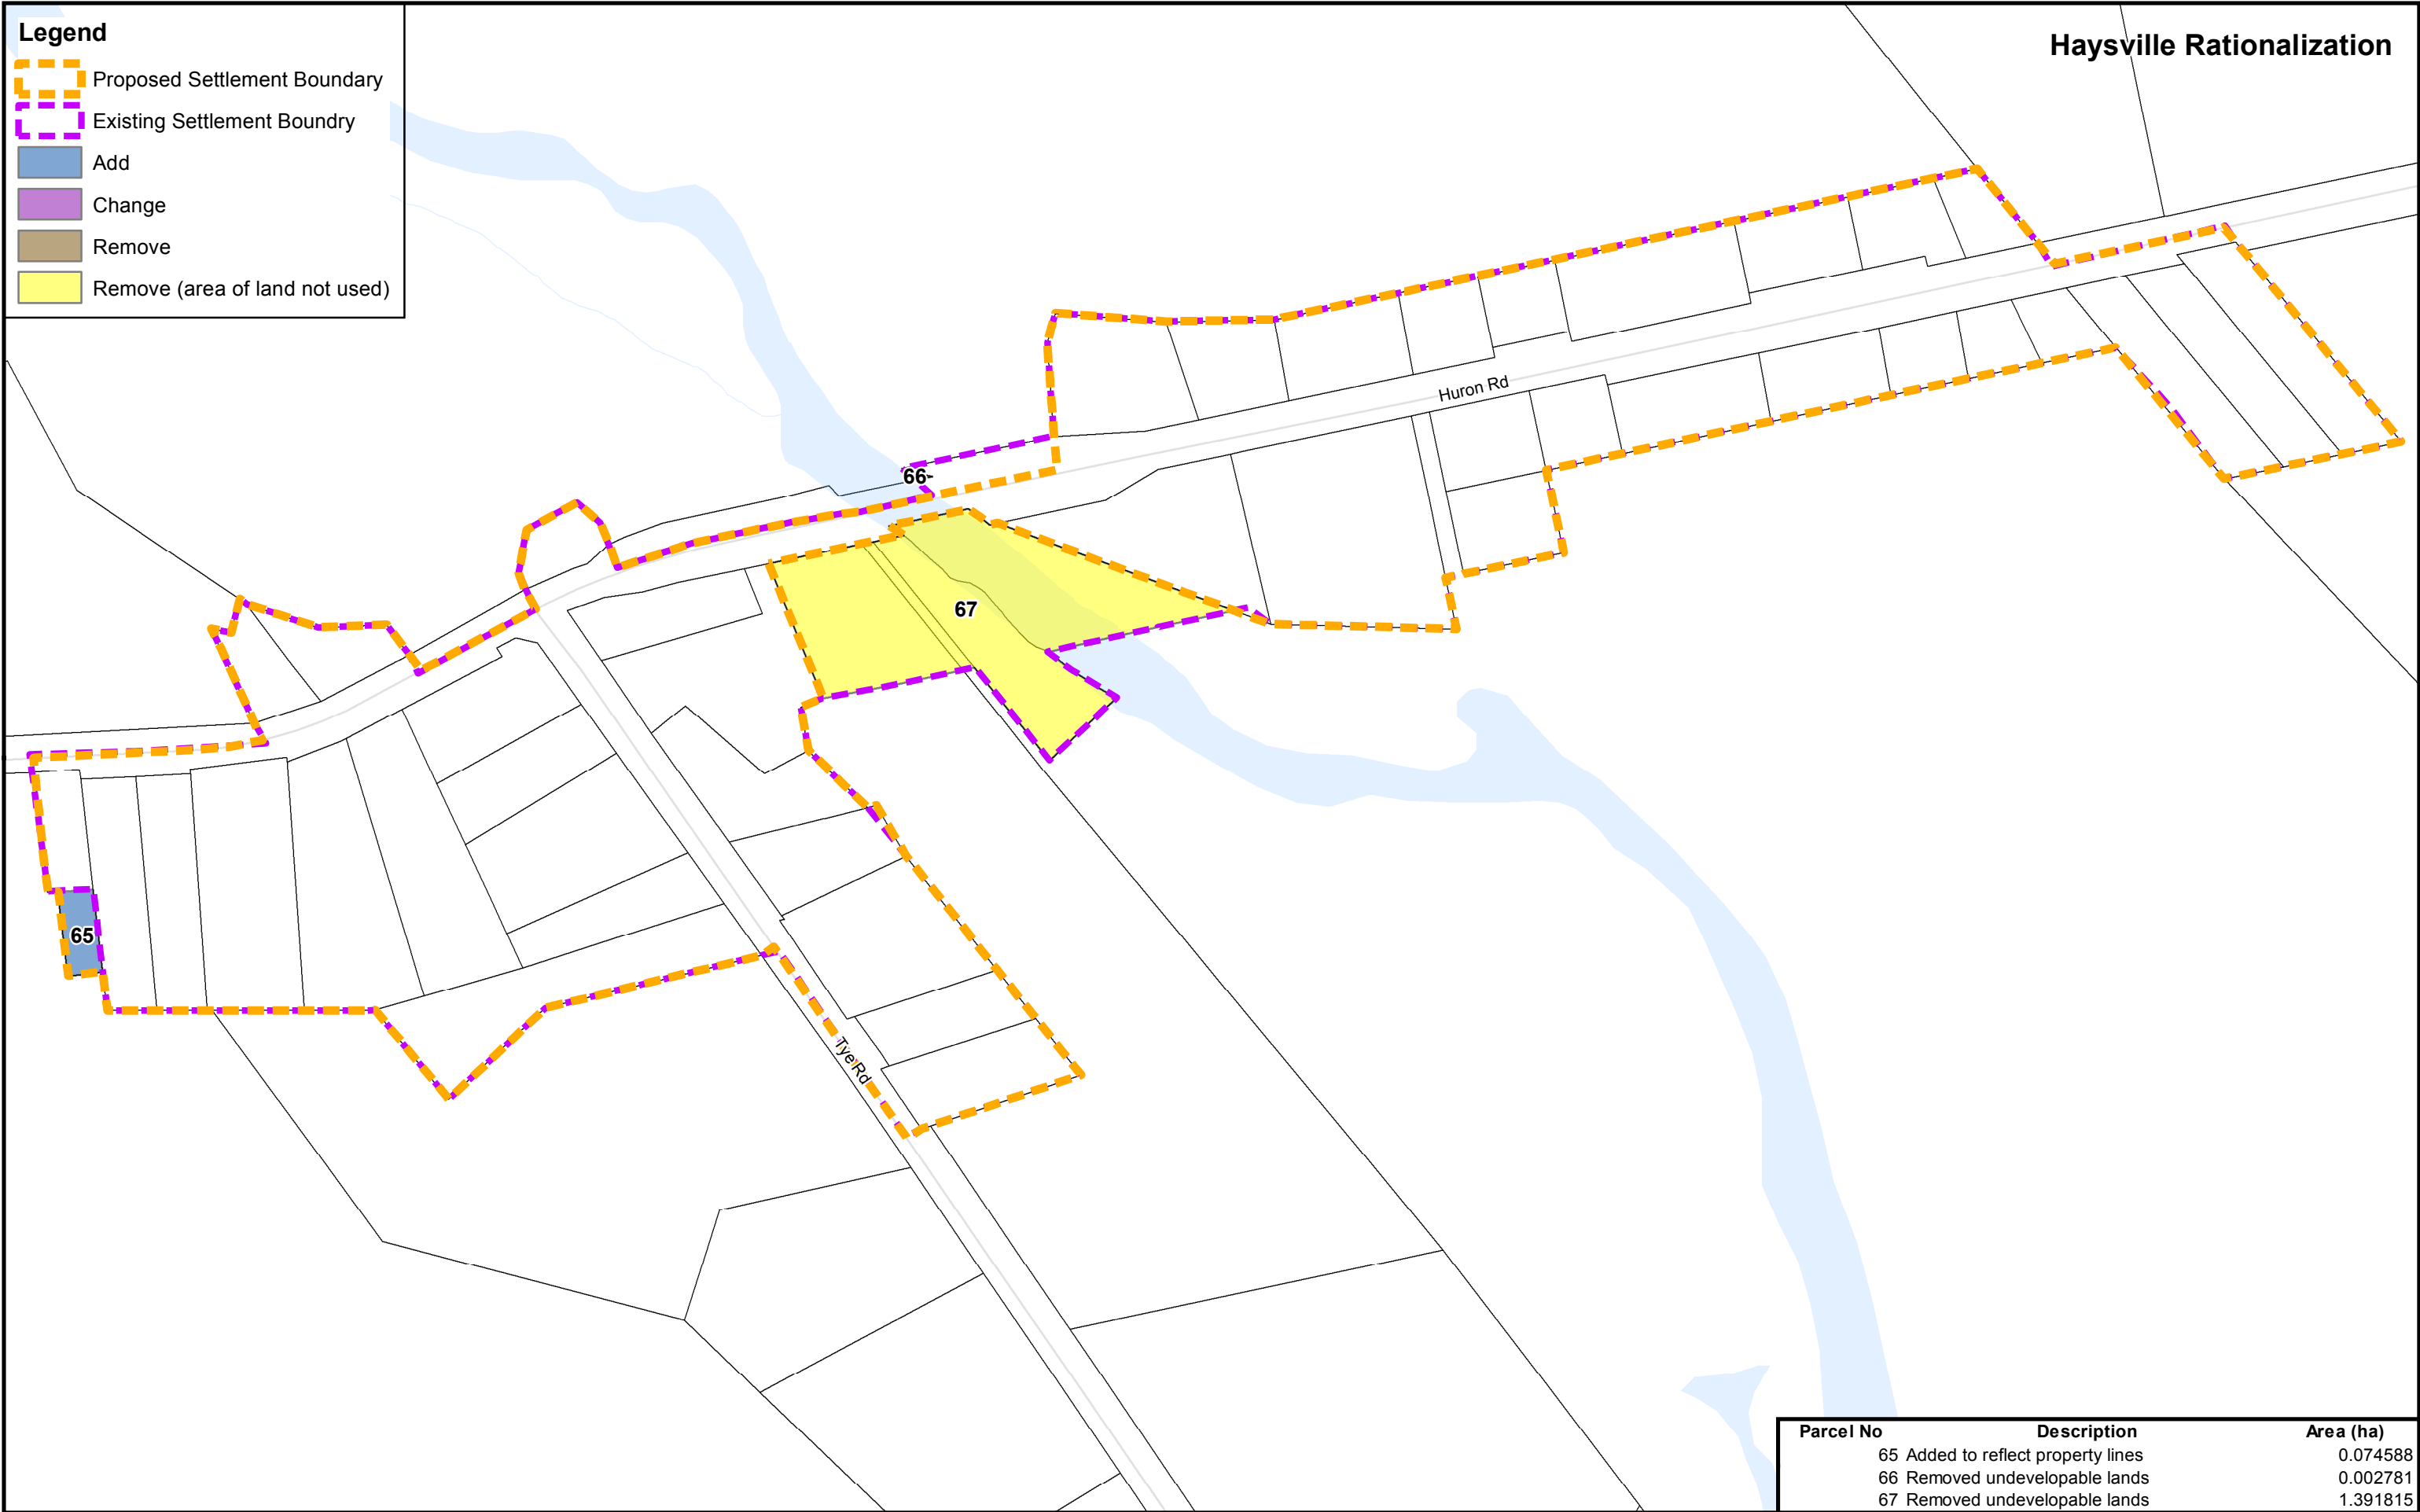 Legend
Haysville Rationalization
Proposed Settlement Boundary
Existing Settlement Boundry
Add
Change
Remove
Remove (area of land not used)
Huron Rd
66-
67
65
Tye Rd
Parcel No Description Area (ha)
65 Added to reflect property lines 0.074588
66 Removed undevelopable lands 0.002781
67 Removed undevelopable lands 1.391815